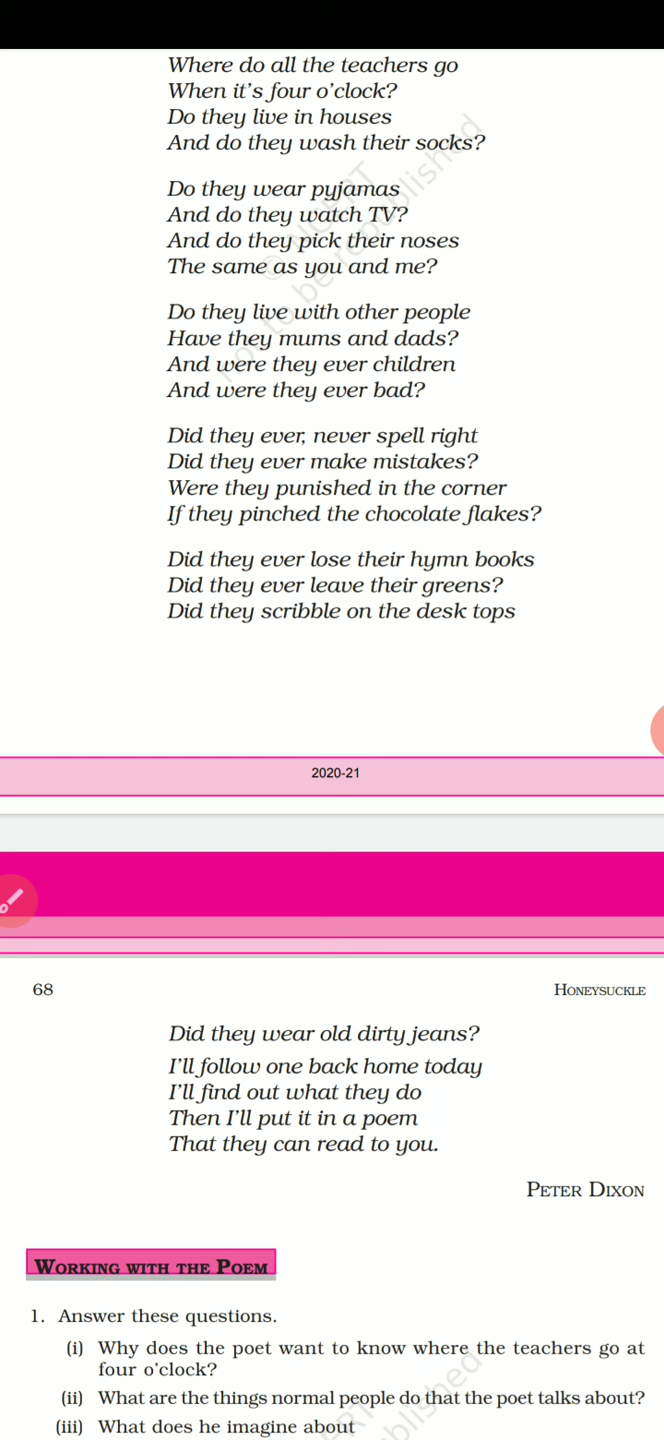 Where do all the teachers go
When it's four o'clock?
Do they live in houses
And do they wash their socks?
Do they wear pyjamas
And do they watch TV?
And do they pick their noses
The same as you and me?
Do they live with other people
Have they mums and dads?
And were they ever children
And were they ever bad?
Did they ever, never spell right
Did they ever make mistakes?
Were they punished in the corner
If they pinched the chocolate flakes?
Did they ever lose their hymn books
Did they ever leave their greens?
Did they scribble on the desk tops
© NCERT
not to be republished
2020-21
68 HONEYSUCKLE
Did they wear old dirty jeans?
I'll follow one back home today
I'll find out what they do
Then I'll put it in a poem
That they can read to you.
PETER DIXON
WORKING WITH THE POEM
1. Answer these questions.
(i) Why does the poet want to know where the teachers go at
four o'clock?
(ii) What are the things normal people do that the poet talks about?
(iii) What does he imagine about